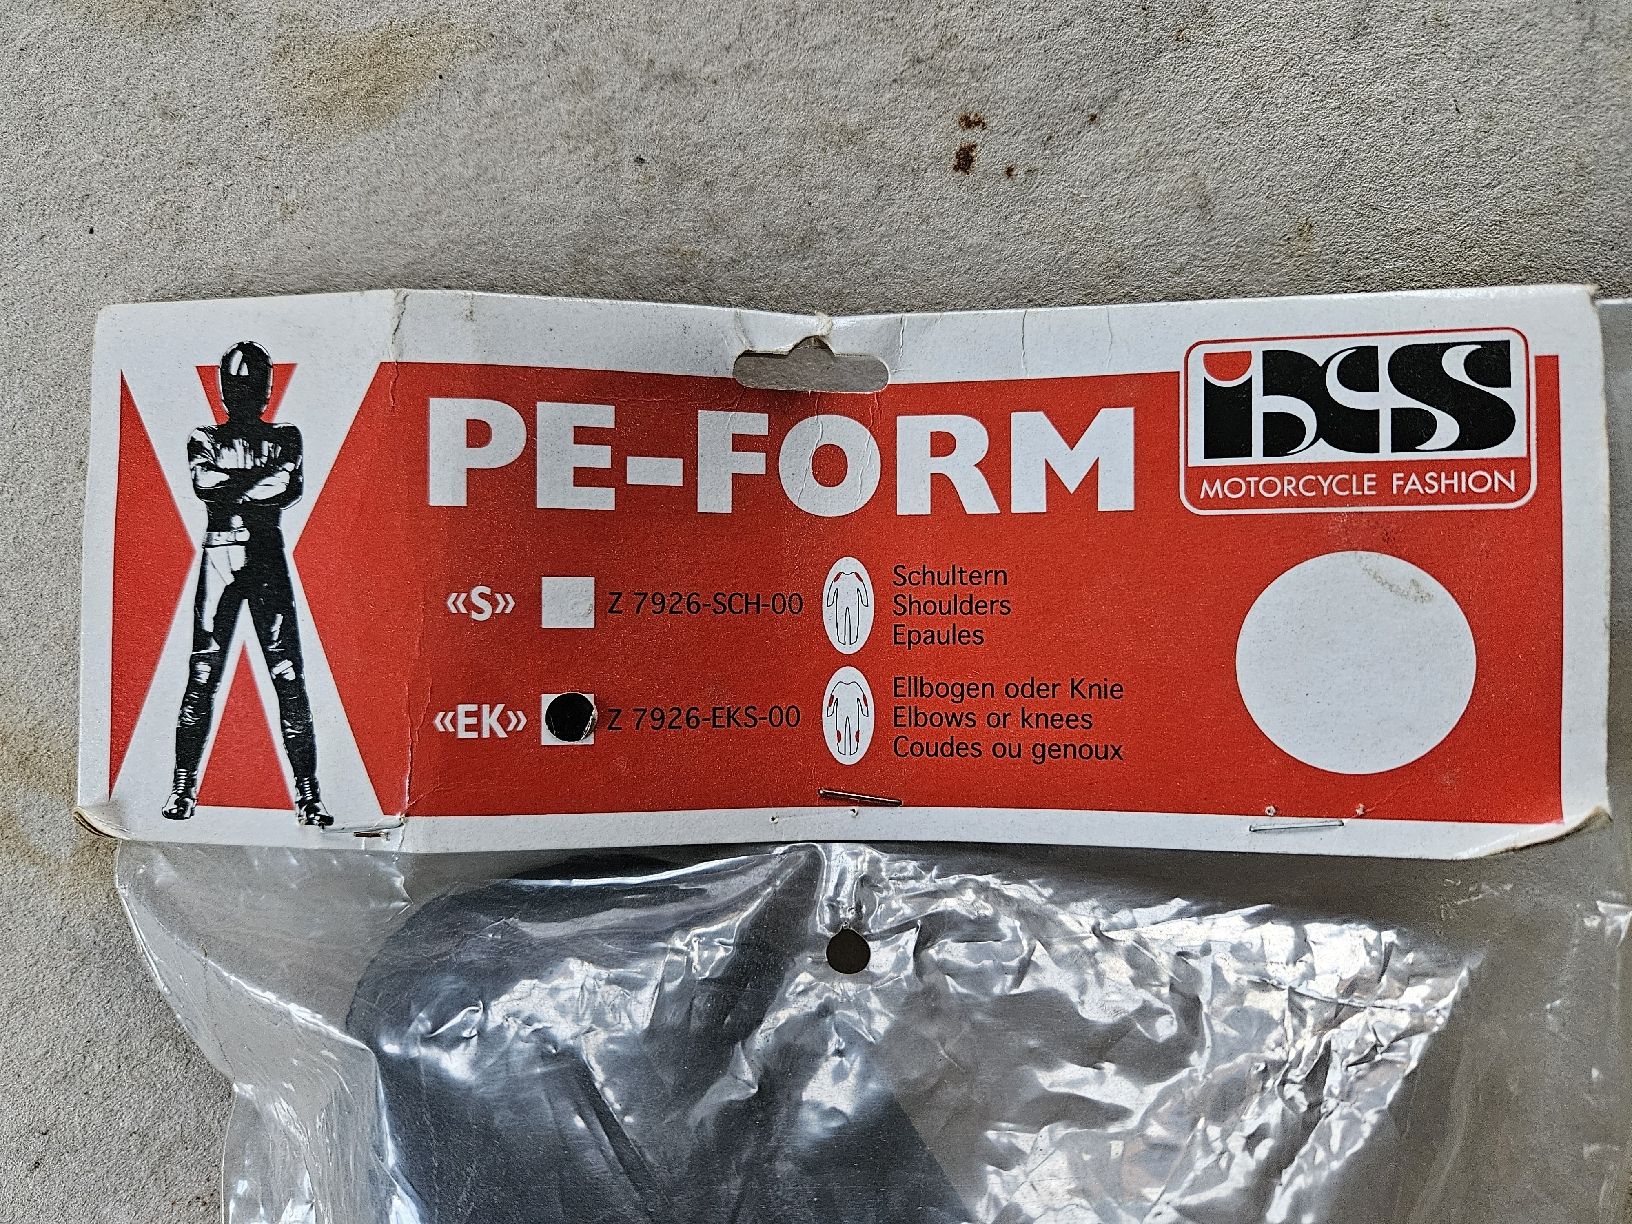 PE-FORM
iXS
MOTORCYCLE FASHION
«S» Z 7926-SCH-00
Schultern
Shoulders
Epaules
«EK» Z 7926-EKS-00
Ellbogen oder Knie
Elbows or knees
Coudes ou genoux